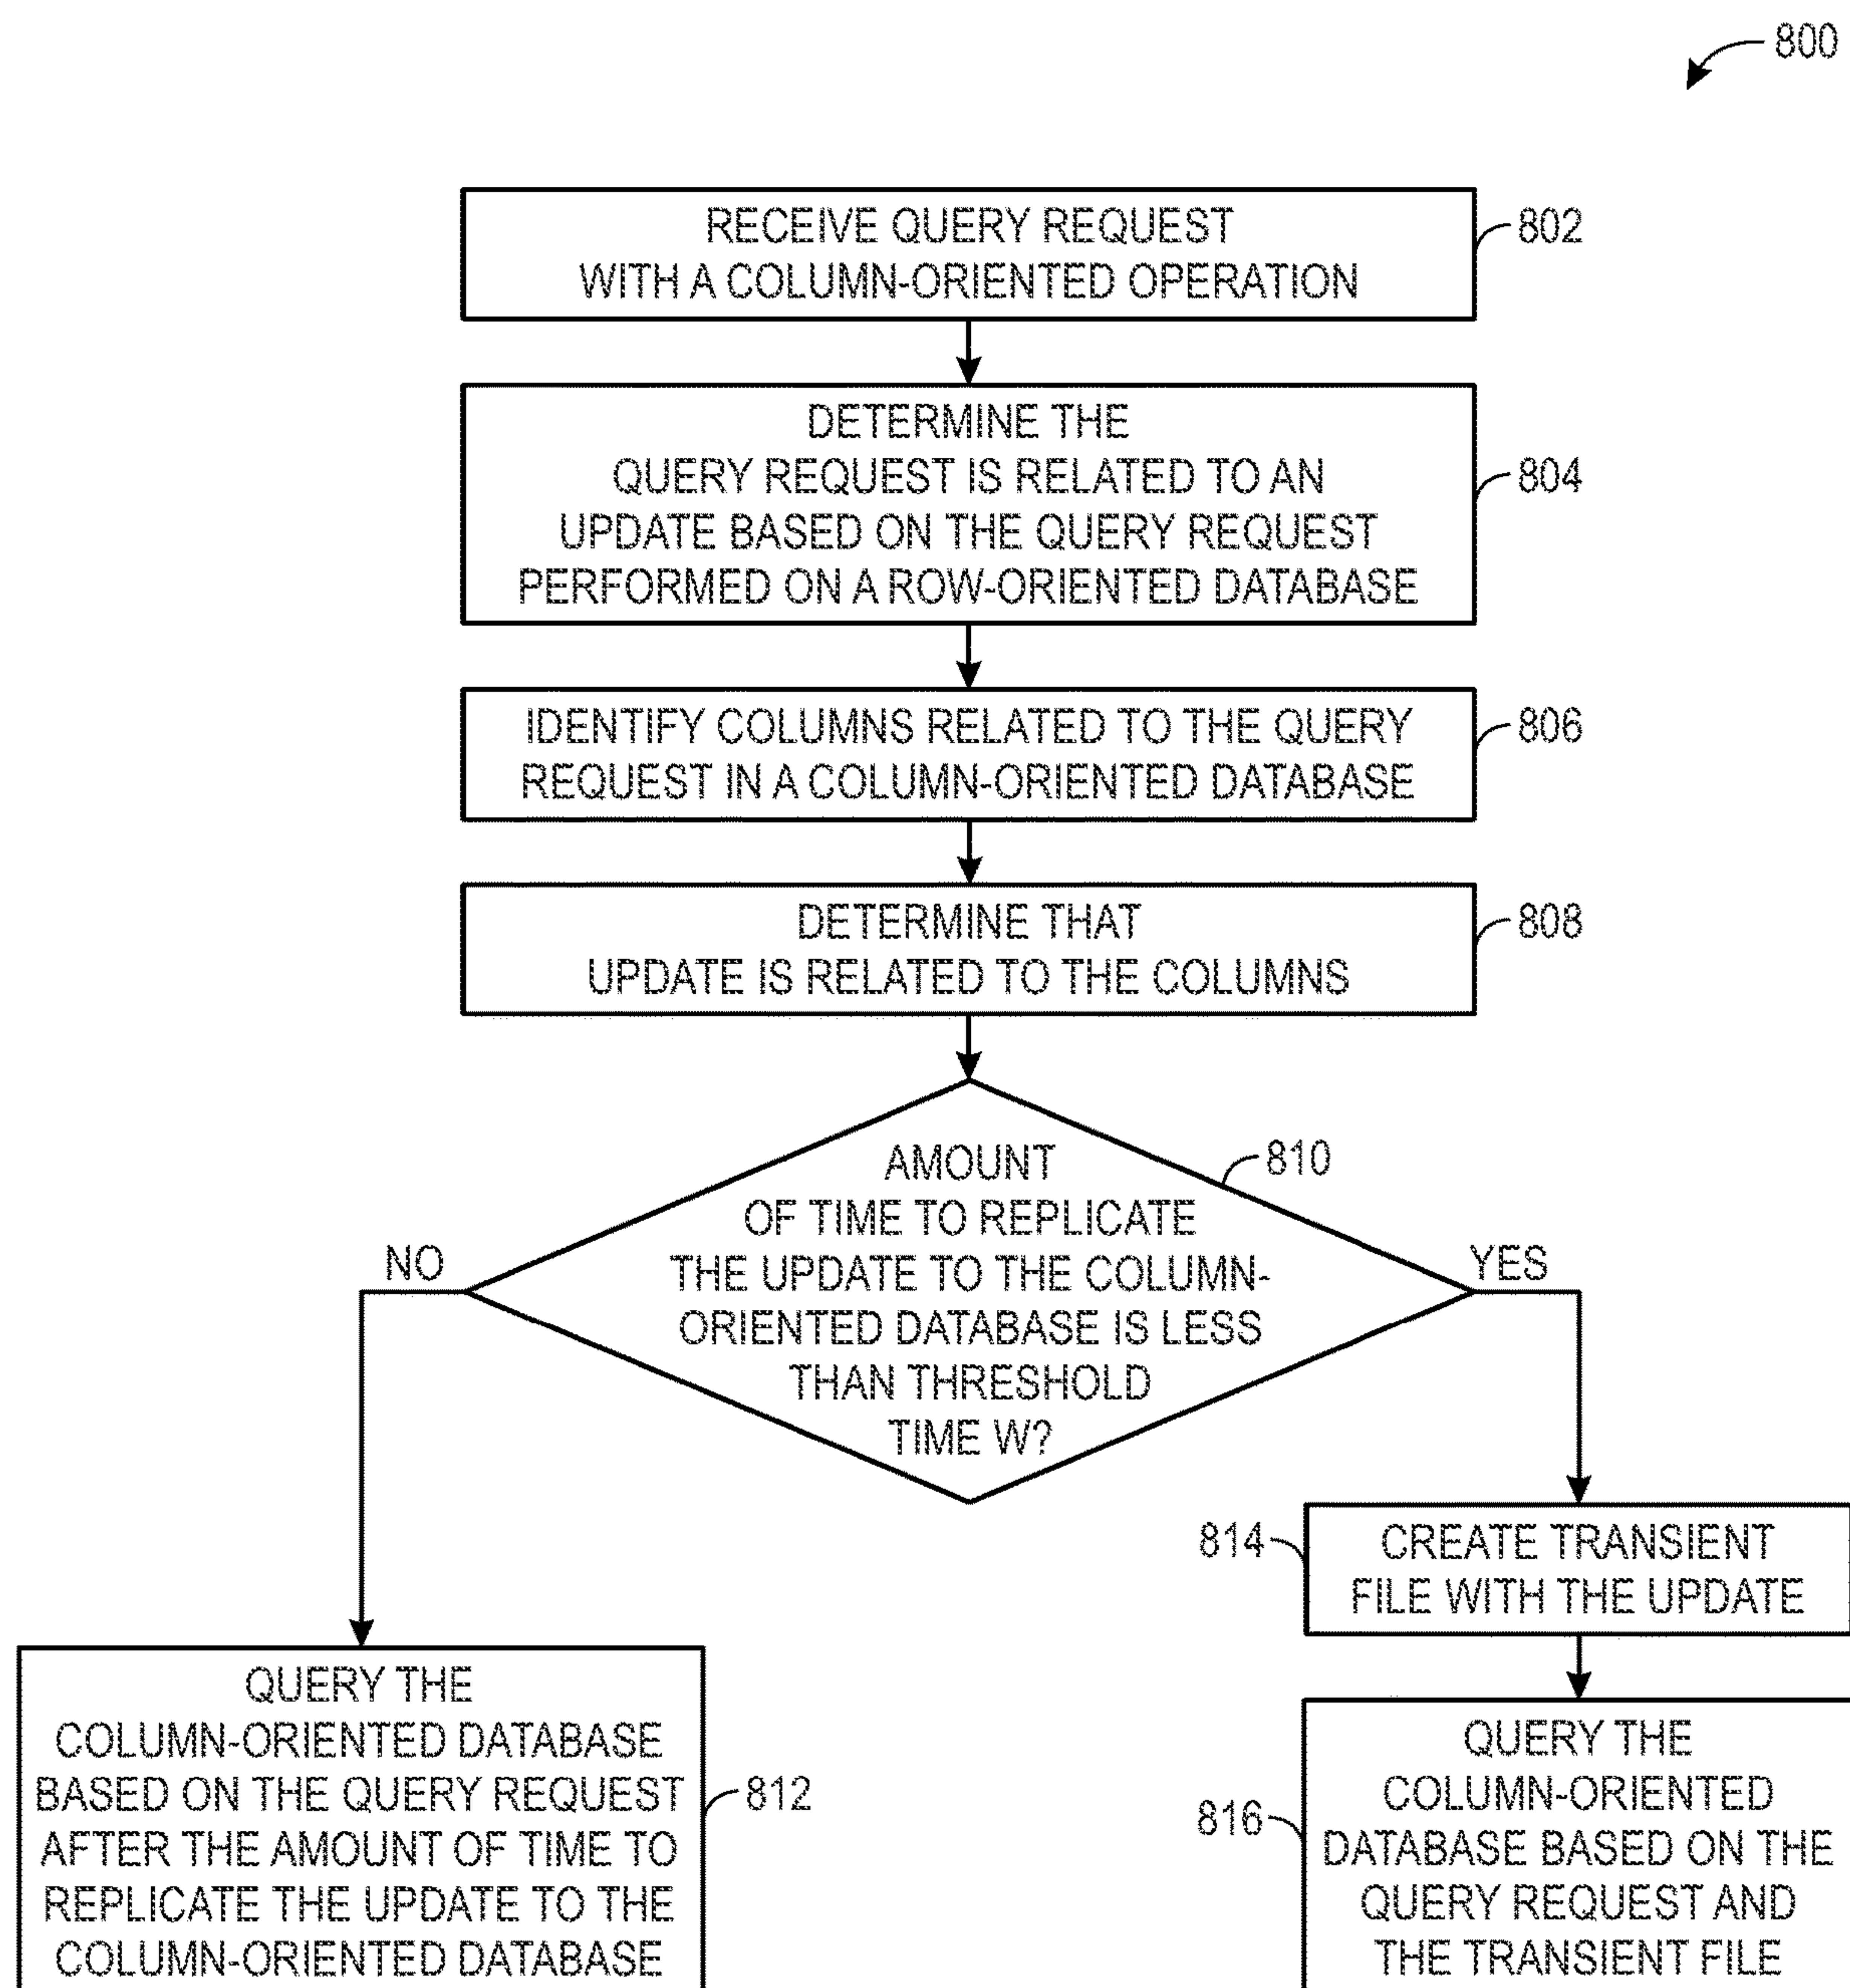 800
RECEIVE QUERY REQUEST
WITH A COLUMN-ORIENTED OPERATION
802
DETERMINE THE
QUERY REQUEST IS RELATED TO AN
UPDATE BASED ON THE QUERY REQUEST
PERFORMED ON A ROW-ORIENTED DATABASE
804
IDENTIFY COLUMNS RELATED TO THE QUERY
REQUEST IN A COLUMN-ORIENTED DATABASE
806
DETERMINE THAT
UPDATE IS RELATED TO THE COLUMNS
808
AMOUNT
OF TIME TO REPLICATE
THE UPDATE TO THE COLUMN-
ORIENTED DATABASE IS LESS
THAN THRESHOLD
TIME W?
810
NO
YES
814
CREATE TRANSIENT
FILE WITH THE UPDATE
QUERY THE
COLUMN-ORIENTED DATABASE
BASED ON THE QUERY REQUEST
AFTER THE AMOUNT OF TIME TO
REPLICATE THE UPDATE TO THE
COLUMN-ORIENTED DATABASE
812
816
QUERY THE
COLUMN-ORIENTED
DATABASE BASED ON THE
QUERY REQUEST AND
THE TRANSIENT FILE